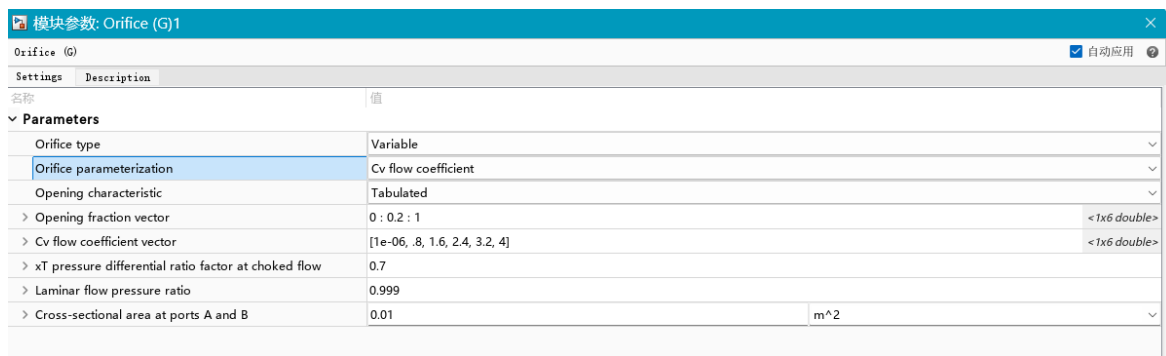 模块参数: Orifice (G)1
Orifice (G) 自动应用
Settings Description
名称 值
Parameters
Orifice type Variable
Orifice parameterization Cv flow coefficient
Opening characteristic Tabulated
Opening fraction vector 0 : 0.2 : 1 <1x6 double>
Cv flow coefficient vector [1e-06, .8, 1.6, 2.4, 3.2, 4] <1x6 double>
xT pressure differential ratio factor at choked flow 0.7
Laminar flow pressure ratio 0.999
Cross-sectional area at ports A and B 0.01 m^2